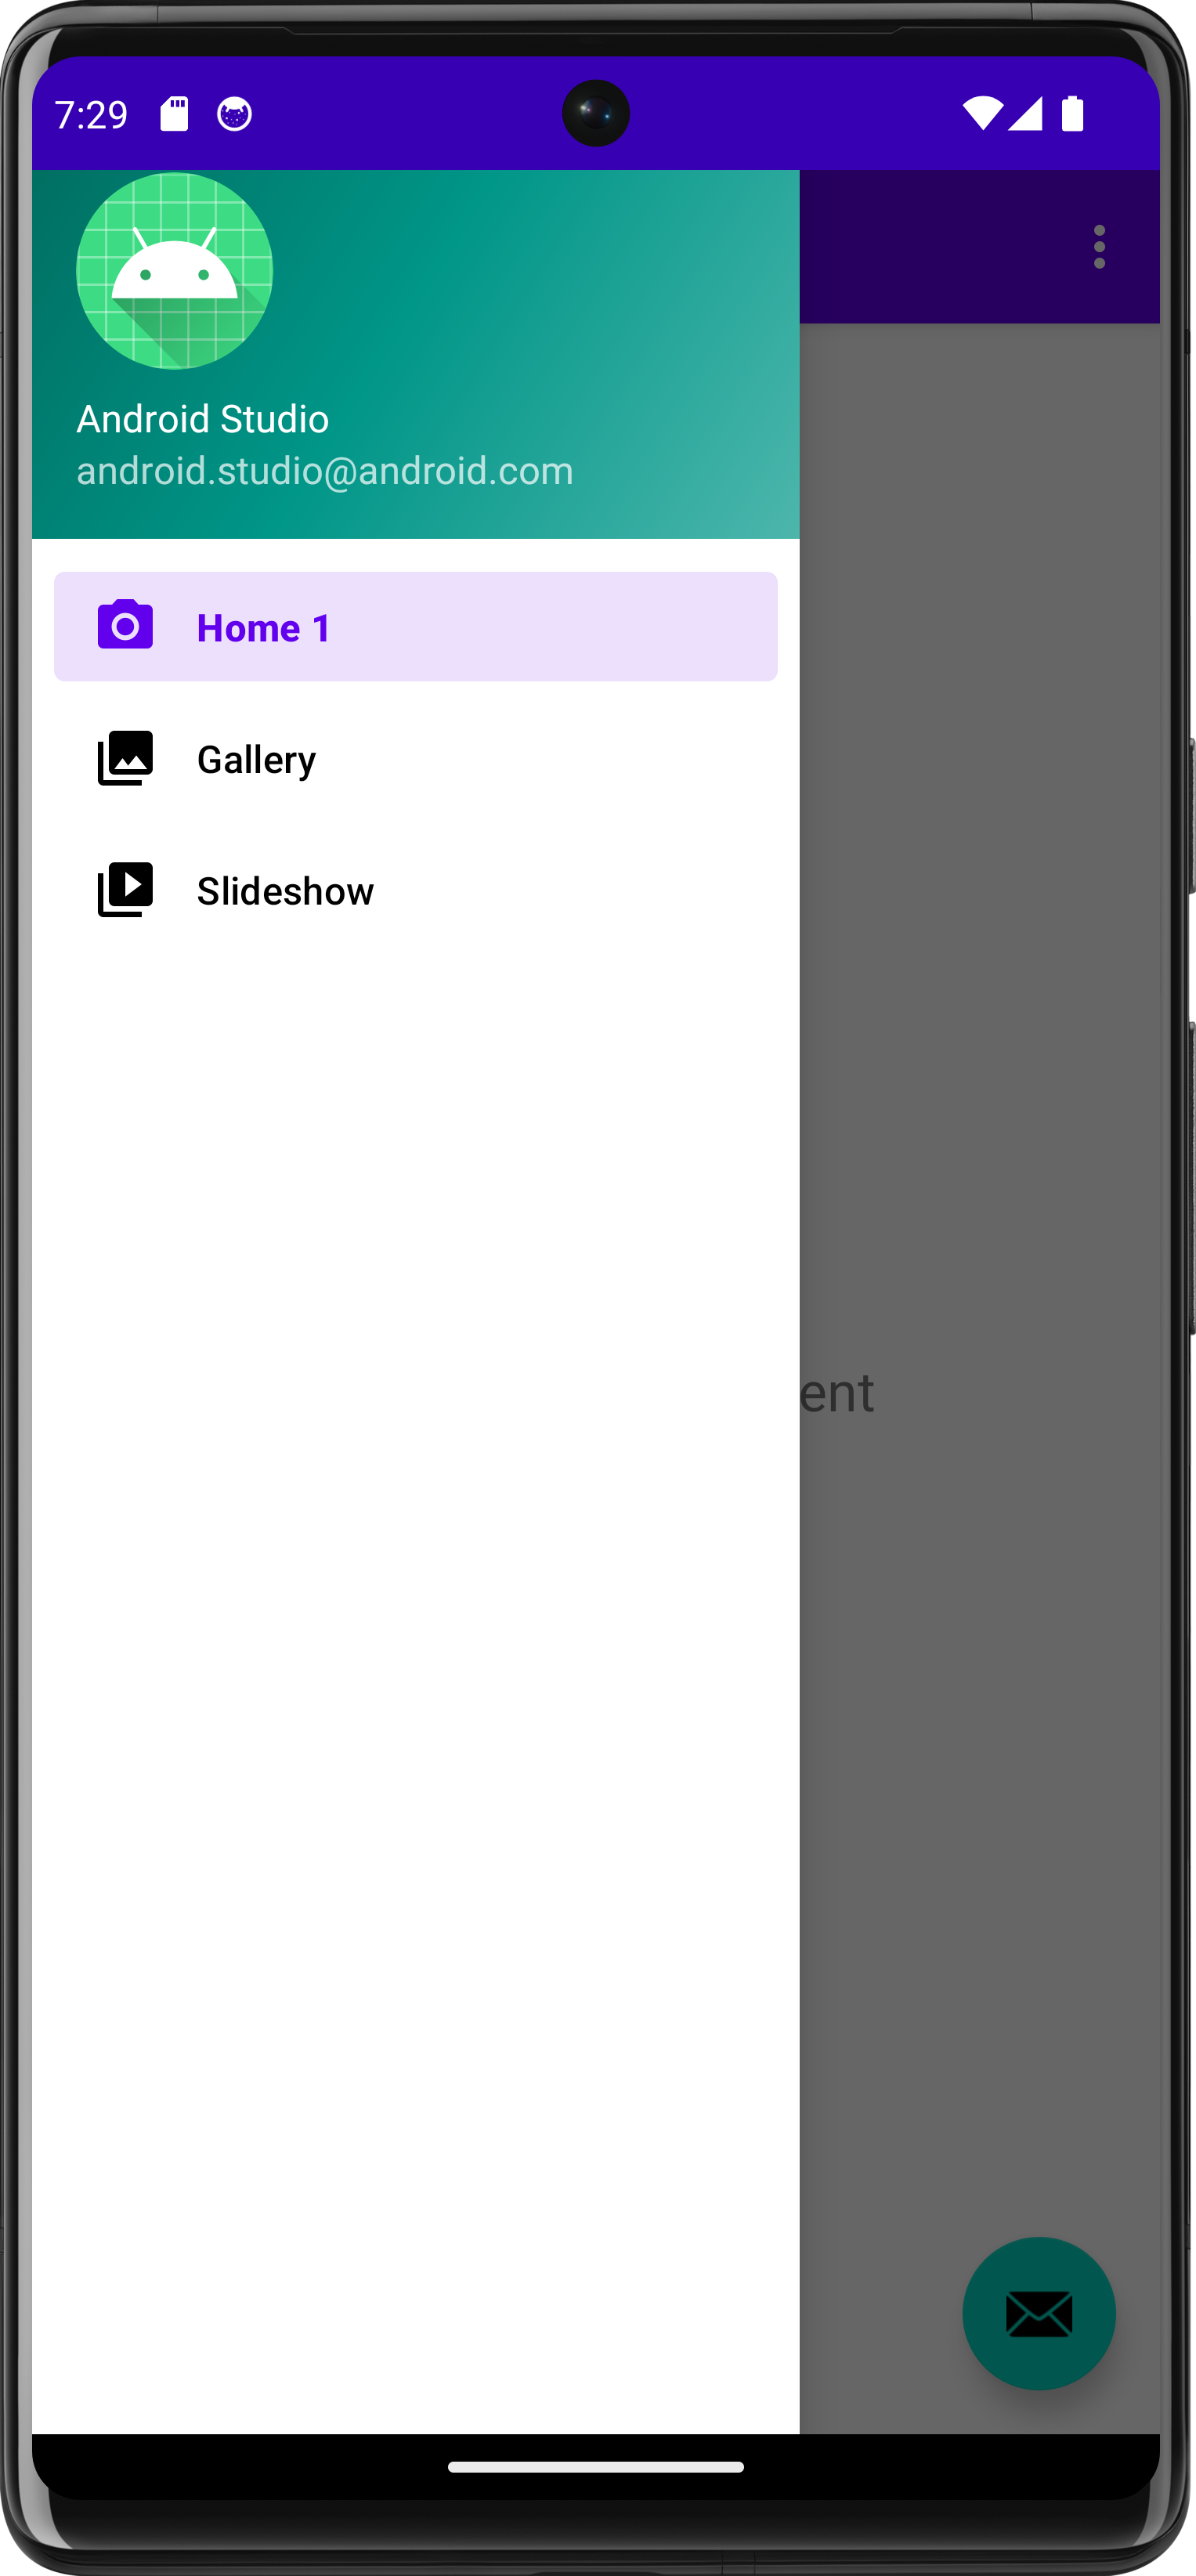 7:29
Android Studio
android.studio@android.com
Home 1
Gallery
Slideshow
ent